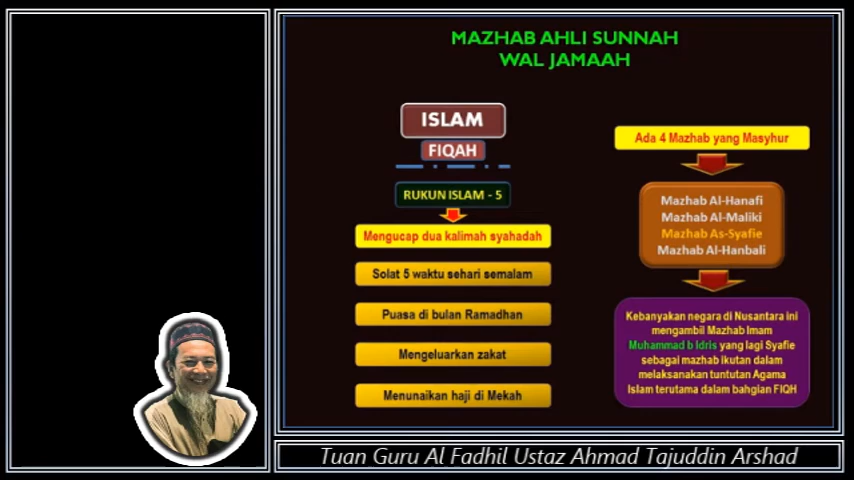 MAZHAB AHLI SUNNAH
WAL JAMAAH
ISLAM
FIQAH
RUKUN ISLAM - 5
Mengucap dua kalimah syahadah
Solat 5 waktu sehari semalam
Puasa di bulan Ramadhan
Mengeluarkan zakat
Menunaikan haji di Mekah
Ada 4 Mazhab yang Masyhur
Mazhab Al-Hanafi
Mazhab Al-Maliki
Mazhab As-Syafie
Mazhab Al-Hanbali
Kebanyakan negara di Nusantara ini
mengambil Mazhab Imam
Muhammad b Idris yang lagi Syafie
sebagai mazhab ikutan dalam
melaksanakan tuntutan Agama
Islam terutama dalam bahgian FIQH
Tuan Guru Al Fadhil Ustaz Ahmad Tajuddin Arshad